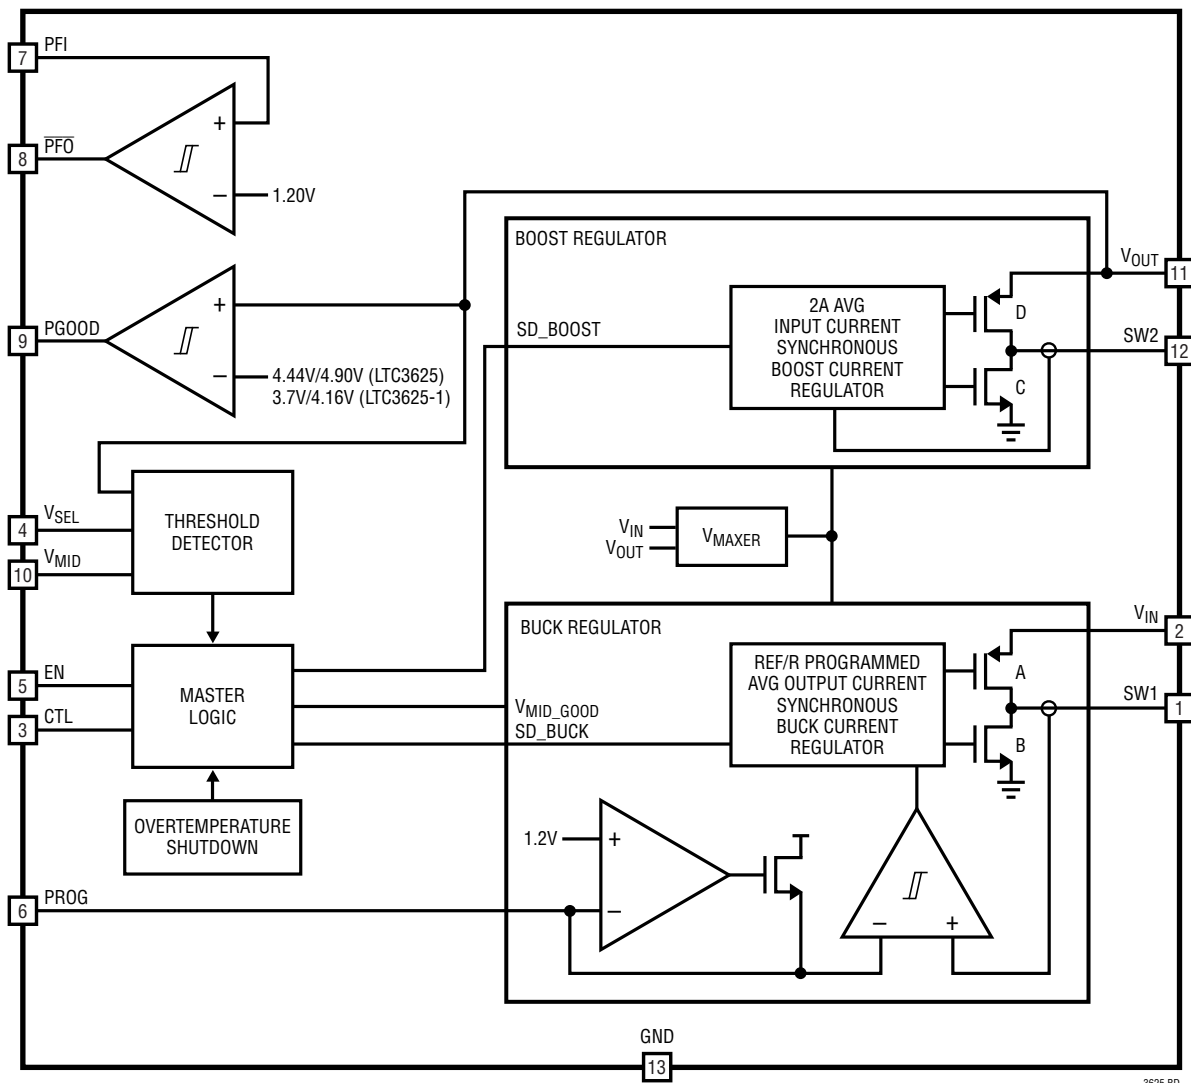 7
PFI
8
PFO
+
–
1.20V
9
PGOOD
+
–
4.44V/4.90V (LTC3625)
3.7V/4.16V (LTC3625-1)
4
VSEL
10
VMID
THRESHOLD
DETECTOR
5
EN
3
CTL
MASTER
LOGIC
OVERTEMPERATURE
SHUTDOWN
6
PROG
BOOST REGULATOR
SD_BOOST
2A AVG
INPUT CURRENT
SYNCHRONOUS
BOOST CURRENT
REGULATOR
D
C
VOUT
11
SW2
12
VIN
VOUT
VMAXER
BUCK REGULATOR
VMID_GOOD
SD_BUCK
REF/R PROGRAMMED
AVG OUTPUT CURRENT
SYNCHRONOUS
BUCK CURRENT
REGULATOR
A
B
VIN
2
SW1
1
1.2V
+
–
–
+
GND
13
3625 BD